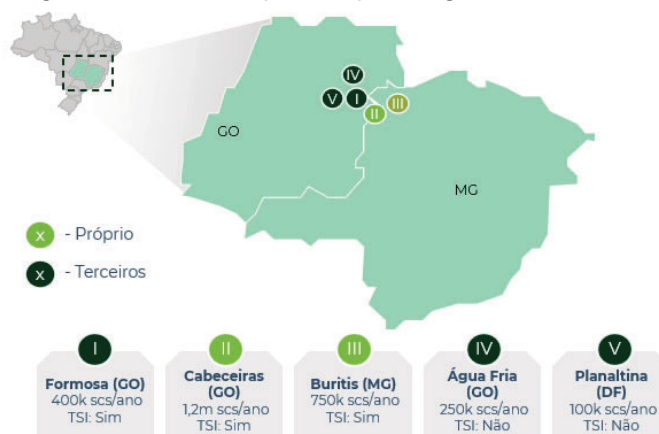 IV
V
I
II
III
GO
MG
x - Próprio
x - Terceiros
I
Formosa (GO)
400k scs/ano
TSI: Sim
II
Cabeceiras
(GO)
1,2m scs/ano
TSI: Sim
III
Buritis (MG)
750k scs/ano
TSI: Sim
IV
Água Fria
(GO)
250k scs/ano
TSI: Não
V
Planaltina
(DF)
100k scs/ano
TSI: Não